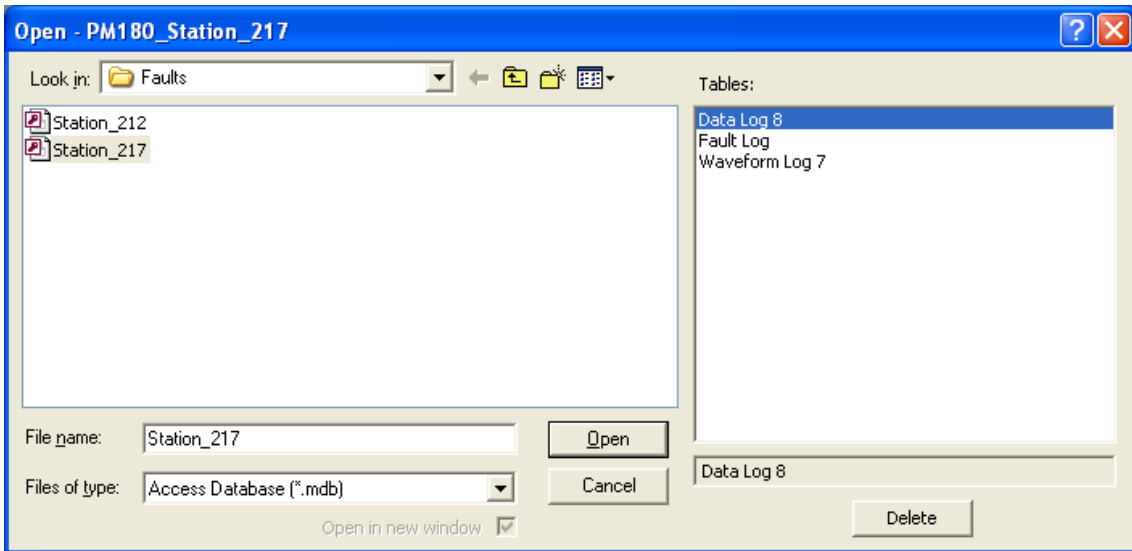 Open - PM180_Station_217
Look in: Faults
Tables:
Station_212
Station_217
Data Log 8
Fault Log
Waveform Log 7
File name: Station_217 Open
Files of type: Access Database (*.mdb) Cancel
Data Log 8
Open in new window
Delete